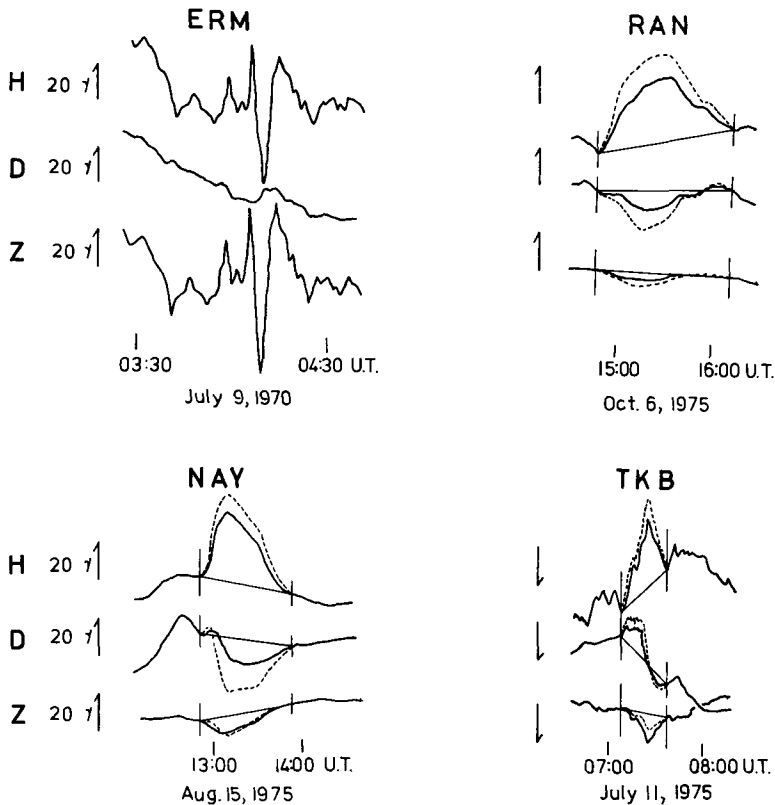 ERM
H 20 γ
D 20 γ
Z 20 γ
03:30 04:30 U.T.
July 9, 1970
RAN
15:00 16:00 U.T.
Oct. 6, 1975
NAY
H 20 γ
D 20 γ
Z 20 γ
13:00 14:00 U.T.
Aug. 15, 1975
TKB
07:00 08:00 U.T.
July 11, 1975